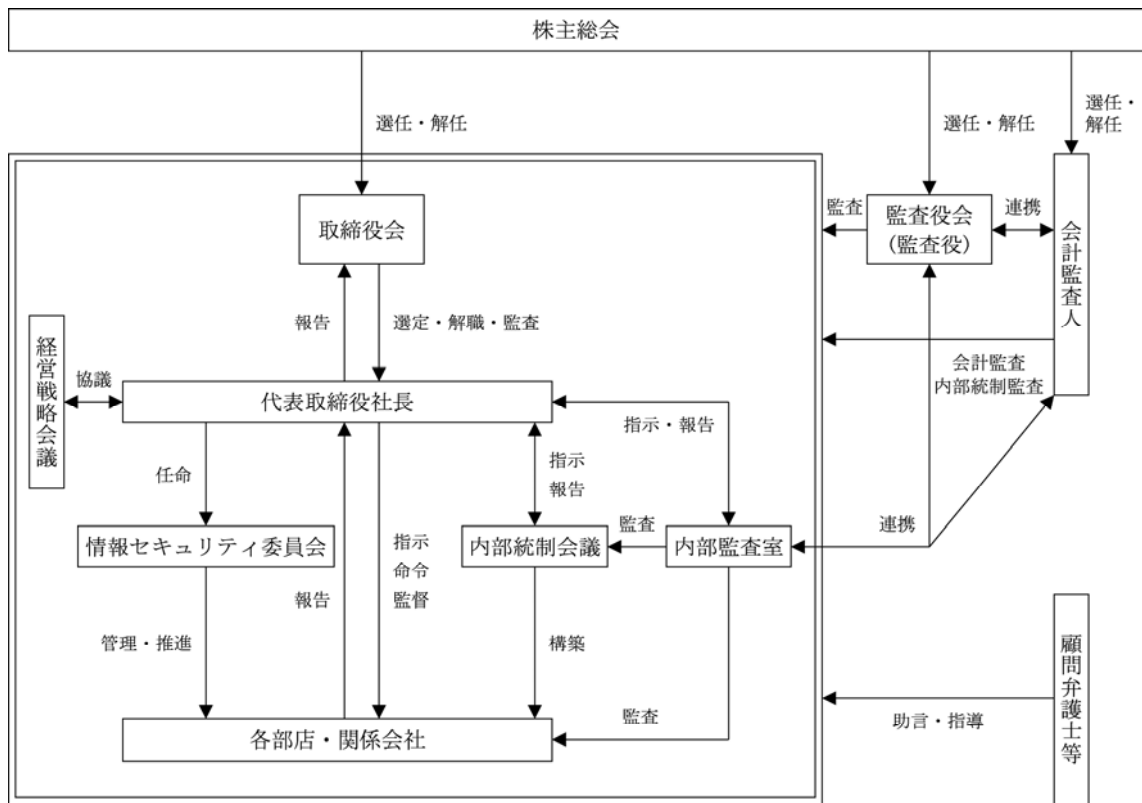 株主総会
選任・解任
選任・解任
選任・
解任
取締役会
監査
監査役会
(監査役)
連携
会計監査人
報告
選定・解職・監査
経営戦略会議
協議
代表取締役社長
会計監査
内部統制監査
指示・報告
任命
指示
報告
情報セキュリティ委員会
指示
命令
監督
内部統制会議
監査
内部監査室
連携
報告
管理・推進
構築
顧問弁護士等
助言・指導
監査
各部店・関係会社